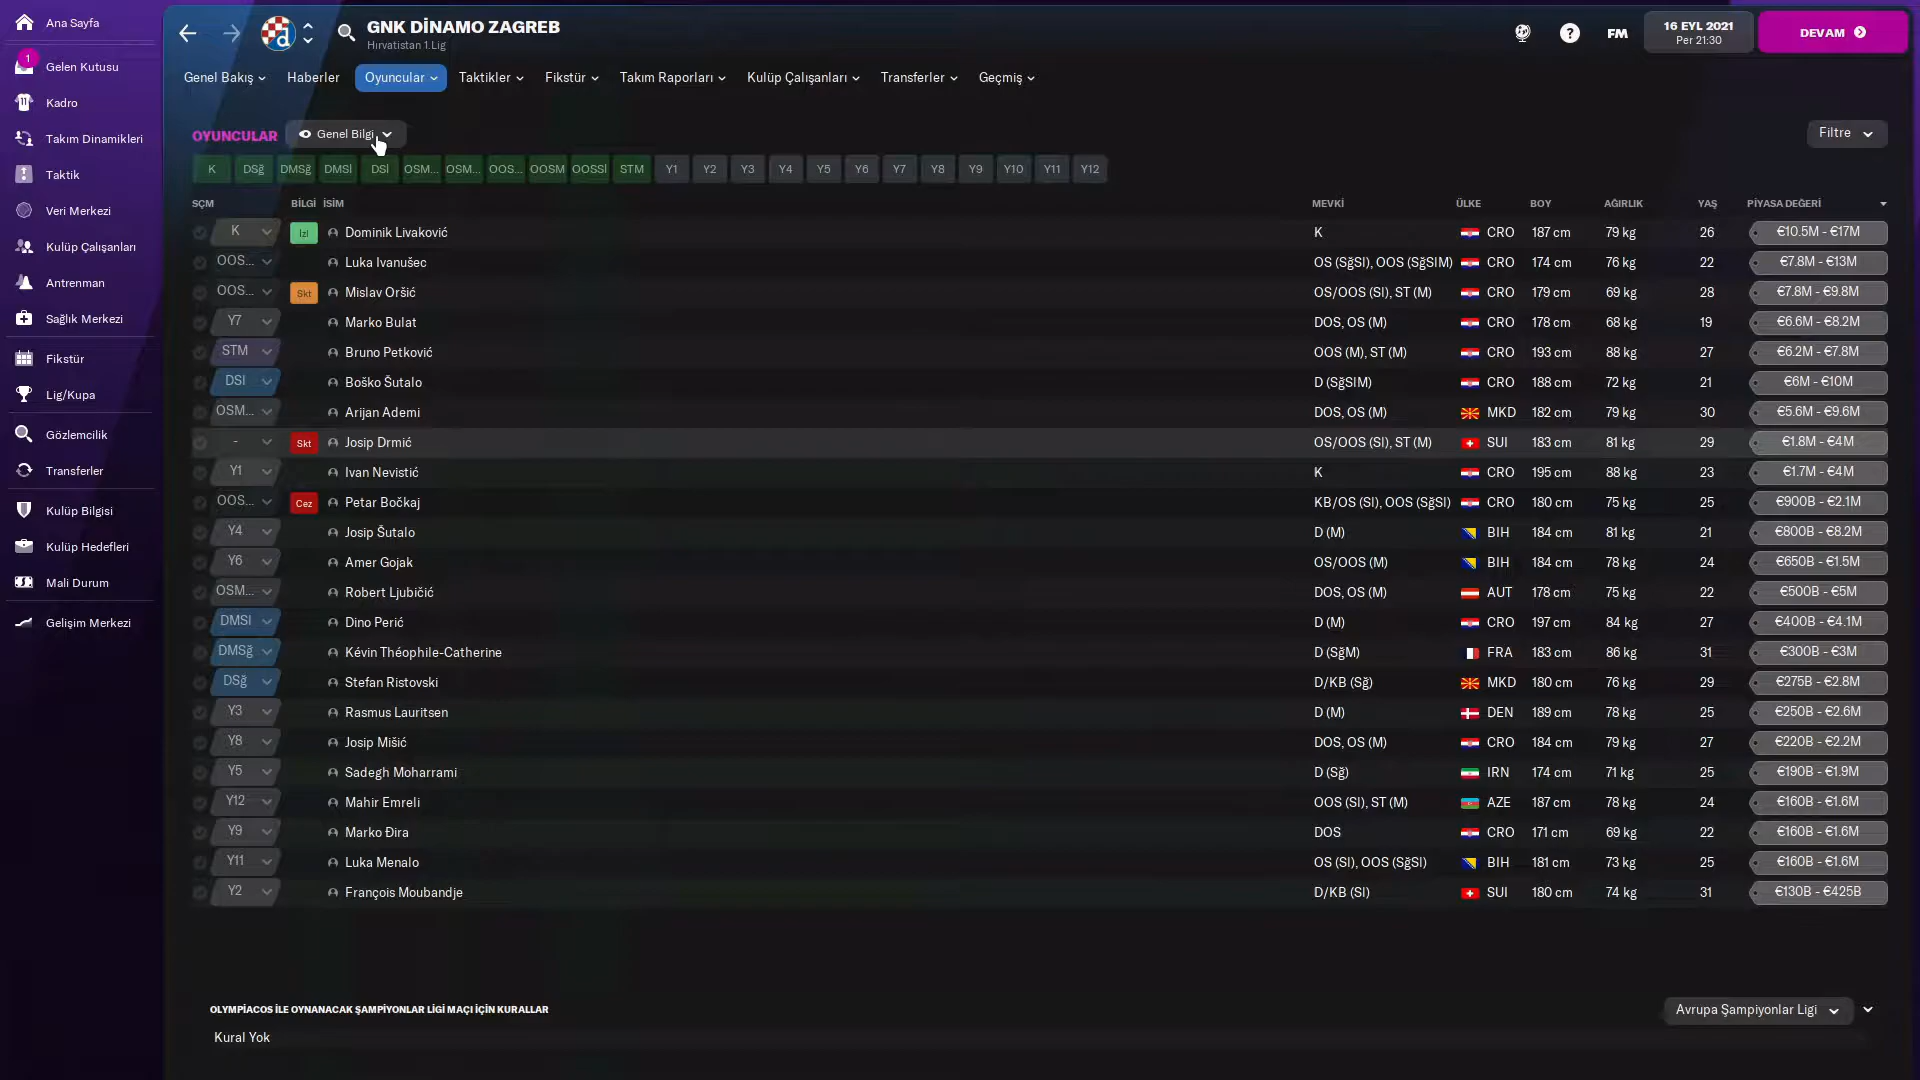 Ana Sayfa
1
Gelen Kutusu
Kadro
Takım Dinamikleri
Taktik
Veri Merkezi
Kulüp Çalışanları
Antrenman
Sağlık Merkezi
Fikstür
Lig/Kupa
Gözlemcilik
Transferler
Kulüp Bilgisi
Kulüp Hedefleri
Mali Durum
Gelişim Merkezi
GNK DİNAMO ZAGREB
Hırvatistan 1.Lig
? FM
16 EYL 2021
Per 21:30
DEVAM
Genel Bakış Haberler Oyuncular Taktikler Fikstür Takım Raporları Kulüp Çalışanları Transferler Geçmiş
OYUNCULAR Genel Bilgi Filtre
K DSğ DMSğ DMSl DSl OSM... OSM... OOS... OOSM OOSSl STM Y1 Y2 Y3 Y4 Y5 Y6 Y7 Y8 Y9 Y10 Y11 Y12
SÇM BİLGİ İSİM MEVKİ ÜLKE BOY AĞIRLIK YAŞ PİYASA DEĞERİ
K İzl Dominik Livaković K CRO 187 cm 79 kg 26 €10.5M - €17M
OOS... Luka Ivanušec OS (SğSl), OOS (SğSlM) CRO 174 cm 76 kg 22 €7.8M - €13M
OOS... Skt Mislav Oršić OS/OOS (Sl), ST (M) CRO 179 cm 69 kg 28 €7.8M - €9.8M
Y7 Marko Bulat DOS, OS (M) CRO 178 cm 68 kg 19 €6.6M - €8.2M
STM Bruno Petković OOS (M), ST (M) CRO 193 cm 88 kg 27 €6.2M - €7.8M
DSl Boško Šutalo D (SğSlM) CRO 188 cm 72 kg 21 €6M - €10M
OSM... Arijan Ademi DOS, OS (M) MKD 182 cm 79 kg 30 €5.6M - €9.6M
- Skt Josip Drmić OS/OOS (Sl), ST (M) SUI 183 cm 81 kg 29 €1.8M - €4M
Y1 Ivan Nevistić K CRO 195 cm 88 kg 23 €1.7M - €4M
OOS... Cez Petar Bočkaj KB/OS (Sl), OOS (SğSl) CRO 180 cm 75 kg 25 €900B - €2.1M
Y4 Josip Šutalo D (M) BIH 184 cm 81 kg 21 €800B - €8.2M
Y6 Amer Gojak OS/OOS (M) BIH 184 cm 78 kg 24 €650B - €1.5M
OSM... Robert Ljubičić DOS, OS (M) AUT 178 cm 75 kg 22 €500B - €5M
DMSl Dino Perić D (M) CRO 197 cm 84 kg 27 €400B - €4.1M
DMSğ Kévin Théophile-Catherine D (SğM) FRA 183 cm 86 kg 31 €300B - €3M
DSğ Stefan Ristovski D/KB (Sğ) MKD 180 cm 76 kg 29 €275B - €2.8M
Y3 Rasmus Lauritsen D (M) DEN 189 cm 78 kg 25 €250B - €2.6M
Y8 Josip Mišić DOS, OS (M) CRO 184 cm 79 kg 27 €220B - €2.2M
Y5 Sadegh Moharrami D (Sğ) IRN 174 cm 71 kg 25 €190B - €1.9M
Y12 Mahir Emreli OOS (Sl), ST (M) AZE 187 cm 78 kg 24 €160B - €1.6M
Y9 Marko Đira DOS CRO 171 cm 69 kg 22 €160B - €1.6M
Y11 Luka Menalo OS (Sl), OOS (SğSl) BIH 181 cm 73 kg 25 €160B - €1.6M
Y2 François Moubandje D/KB (Sl) SUI 180 cm 74 kg 31 €130B - €425B
OLYMPİACOS İLE OYNANACAK ŞAMPİYONLAR LİGİ MAÇI İÇİN KURALLAR Avrupa Şampiyonlar Ligi
Kural Yok